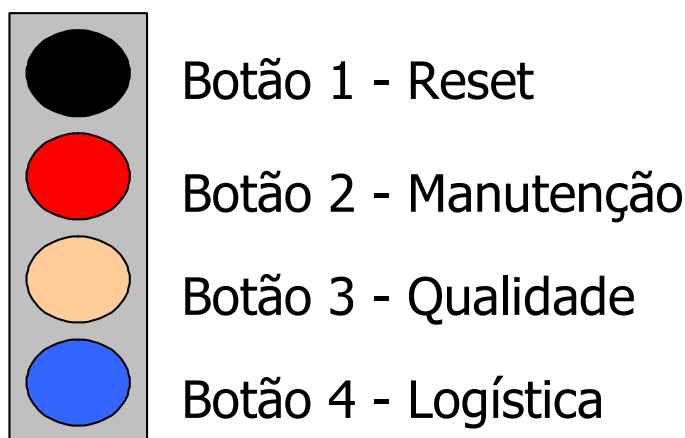 Botão 1 - Reset
Botão 2 - Manutenção
Botão 3 - Qualidade
Botão 4 - Logística